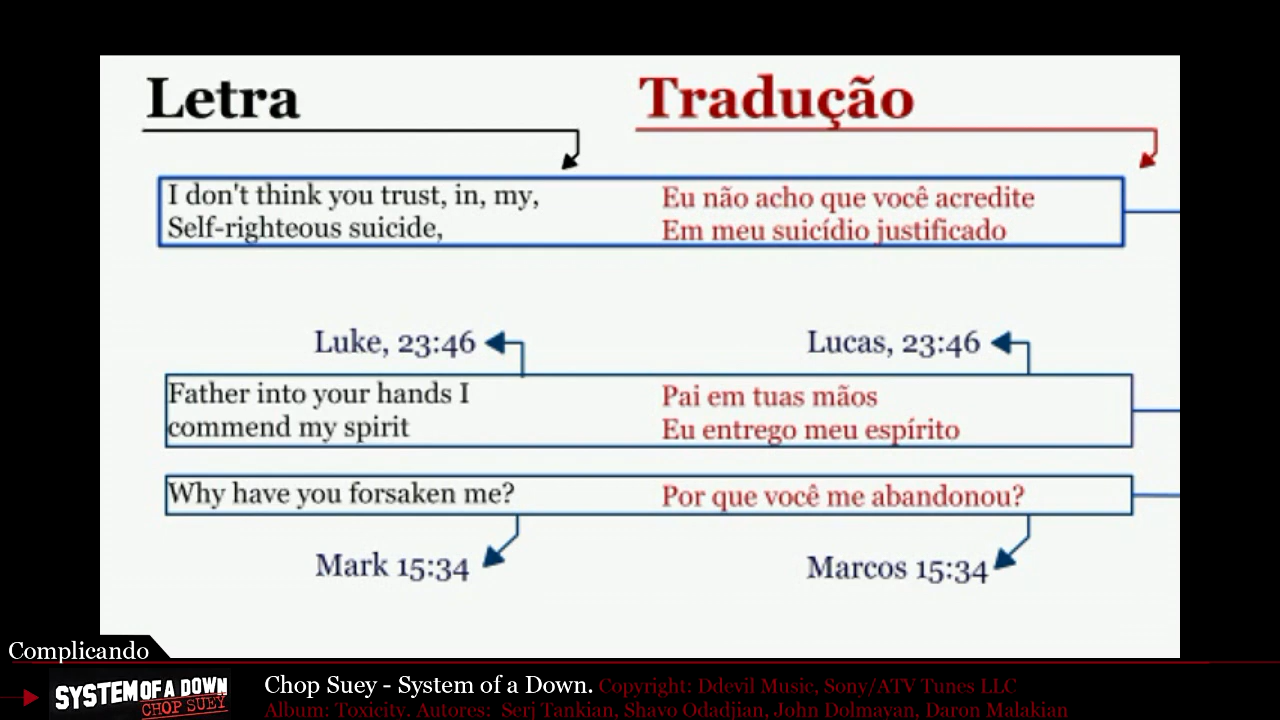 Letra
Tradução
I don't think you trust, in, my,
Self-righteous suicide,
Eu não acho que você acredite
Em meu suicídio justificado
Luke, 23:46
Lucas, 23:46
Father into your hands I
commend my spirit
Pai em tuas mãos
Eu entrego meu espírito
Why have you forsaken me?
Por que você me abandonou?
Mark 15:34
Marcos 15:34
Complicando
SYSTEM OF A DOWN
CHOP SUEY
Chop Suey - System of a Down. Copyright: Ddevil Music, Sony/ATV Tunes LLC
Album: Toxicity. Autores: Serj Tankian, Shavo Odadjian, John Dolmayan, Daron Malakian